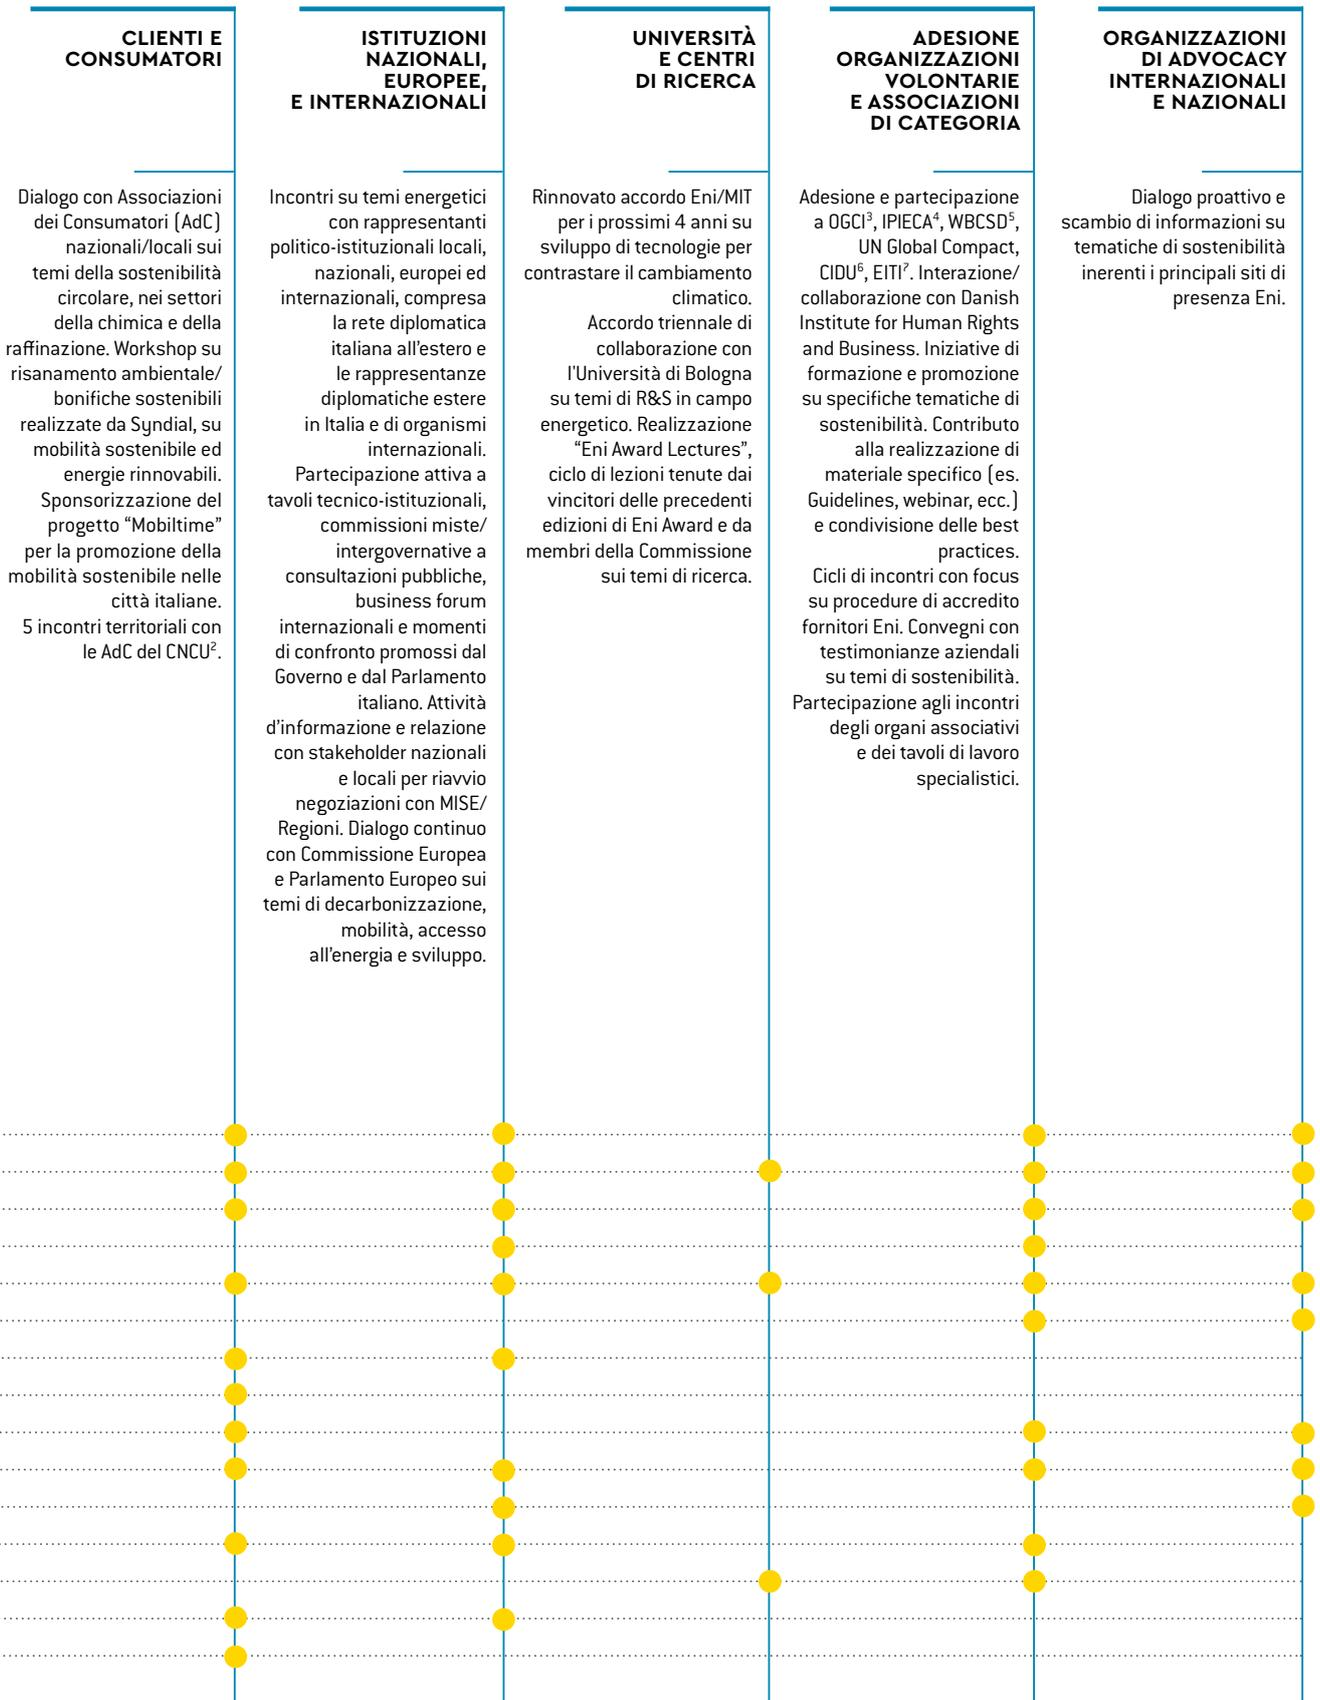 CLIENTI E
CONSUMATORI
Dialogo con Associazioni
dei Consumatori (AdC)
nazionali/locali sui
temi della sostenibilità
circolare, nei settori
della chimica e della
raffinazione. Workshop su
risanamento ambientale/
bonifiche sostenibili
realizzate da Syndial, su
mobilità sostenibile ed
energie rinnovabili.
Sponsorizzazione del
progetto “Mobiltime”
per la promozione della
mobilità sostenibile nelle
città italiane.
5 incontri territoriali con
le AdC del CNCU².
ISTITUZIONI
NAZIONALI,
EUROPEE,
E INTERNAZIONALI
Incontri su temi energetici
con rappresentanti
politico-istituzionali locali,
nazionali, europei ed
internazionali, compresa
la rete diplomatica
italiana all’estero e
le rappresentanze
diplomatiche estere
in Italia e di organismi
internazionali.
Partecipazione attiva a
tavoli tecnico-istituzionali,
commissioni miste/
intergovernative a
consultazioni pubbliche,
business forum
internazionali e momenti
di confronto promossi dal
Governo e dal Parlamento
italiano. Attività
d’informazione e relazione
con stakeholder nazionali
e locali per riavvio
negoziazioni con MISE/
Regioni. Dialogo continuo
con Commissione Europea
e Parlamento Europeo sui
temi di decarbonizzazione,
mobilità, accesso
all’energia e sviluppo.
UNIVERSITÀ
E CENTRI
DI RICERCA
Rinnovato accordo Eni/MIT
per i prossimi 4 anni su
sviluppo di tecnologie per
contrastare il cambiamento
climatico.
Accordo triennale di
collaborazione con
l'Università di Bologna
su temi di R&S in campo
energetico. Realizzazione
“Eni Award Lectures”,
ciclo di lezioni tenute dai
vincitori delle precedenti
edizioni di Eni Award e da
membri della Commissione
sui temi di ricerca.
ADESIONE
ORGANIZZAZIONI
VOLONTARIE
E ASSOCIAZIONI
DI CATEGORIA
Adesione e partecipazione
a OGCI³, IPIECA⁴, WBCSD⁵,
UN Global Compact,
CIDU⁶, EITI⁷. Interazione/
collaborazione con Danish
Institute for Human Rights
and Business. Iniziative di
formazione e promozione
su specifiche tematiche di
sostenibilità. Contributo
alla realizzazione di
materiale specifico (es.
Guidelines, webinar, ecc.)
e condivisione delle best
practices.
Cicli di incontri con focus
su procedure di accredito
fornitori Eni. Convegni con
testimonianze aziendali
su temi di sostenibilità.
Partecipazione agli incontri
degli organi associativi
e dei tavoli di lavoro
specialistici.
ORGANIZZAZIONI
DI ADVOCACY
INTERNAZIONALI
E NAZIONALI
Dialogo proattivo e
scambio di informazioni su
tematiche di sostenibilità
inerenti i principali siti di
presenza Eni.